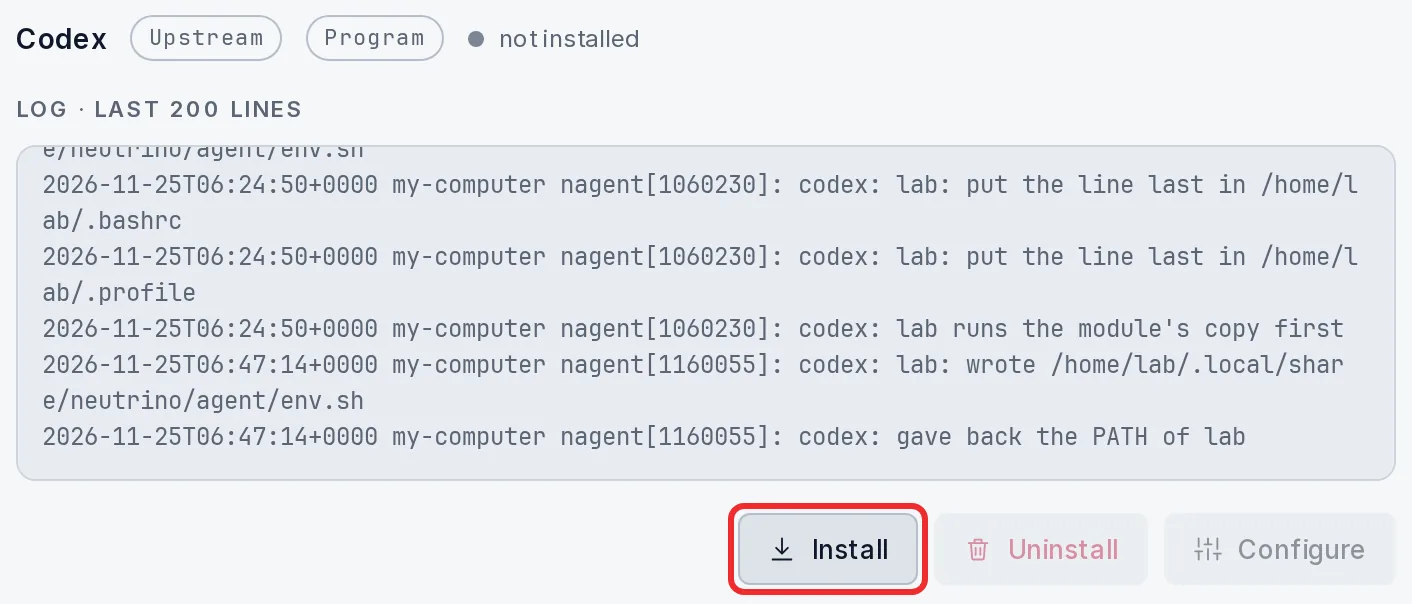 Codex Upstream Program not installed
LOG · LAST 200 LINES
e/neutrino/agent/env.sh
2026-11-25T06:24:50+0000 my-computer nagent[1060230]: codex: lab: put the line last in /home/l
ab/.bashrc
2026-11-25T06:24:50+0000 my-computer nagent[1060230]: codex: lab: put the line last in /home/l
ab/.profile
2026-11-25T06:24:50+0000 my-computer nagent[1060230]: codex: lab runs the module's copy first
2026-11-25T06:47:14+0000 my-computer nagent[1160055]: codex: lab: wrote /home/lab/.local/shar
e/neutrino/agent/env.sh
2026-11-25T06:47:14+0000 my-computer nagent[1160055]: codex: gave back the PATH of lab
Install Uninstall Configure